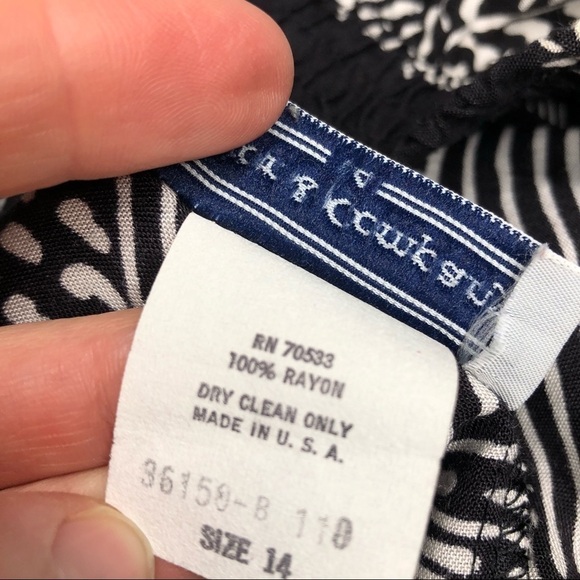 RN 70533
100% RAYON
DRY CLEAN ONLY
MADE IN U. S. A.
36150-B 110
SIZE 14